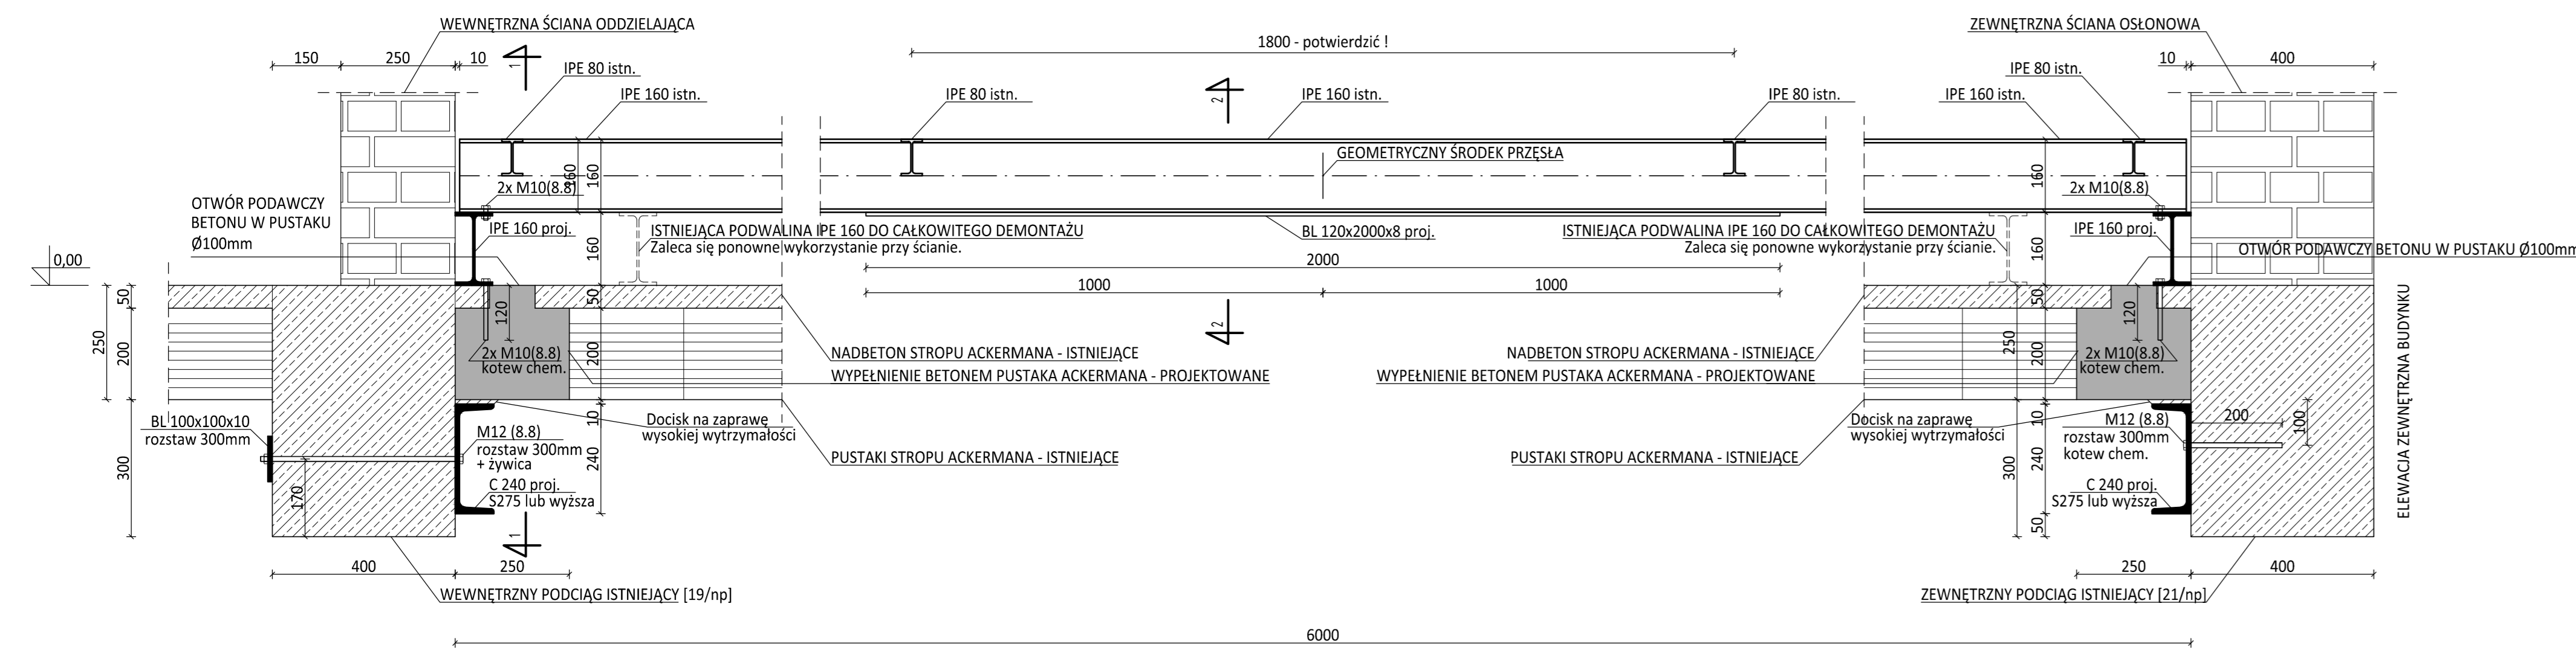 WEWNĘTRZNA ŚCIANA ODDZIELAJĄCA
ZEWNĘTRZNA ŚCIANA OSŁONOWA
1800 - potwierdzić !
150
250
10
1
10
400
IPE 80 istn.
IPE 160 istn.
IPE 80 istn.
2
IPE 160 istn.
IPE 80 istn.
IPE 160 istn.
IPE 80 istn.
GEOMETRYCZNY ŚRODEK PRZĘSŁA
160
160
160
2x M10(8.8)
2x M10(8.8)
OTWÓR PODAWCZY
BETONU W PUSTAKU
Ø100mm
IPE 160 proj.
ISTNIEJĄCA PODWALINA IPE 160 DO CAŁKOWITEGO DEMONTAŻU
Zaleca się ponowne wykorzystanie przy ścianie.
BL 120x2000x8 proj.
ISTNIEJĄCA PODWALINA IPE 160 DO CAŁKOWITEGO DEMONTAŻU
Zaleca się ponowne wykorzystanie przy ścianie.
IPE 160 proj.
OTWÓR PODAWCZY BETONU W PUSTAKU Ø100mm
160
160
0,00
2000
1000
1000
50
50
50
120
120
2
250
200
200
250
200
2x M10(8.8)
kotew chem.
2x M10(8.8)
kotew chem.
NADBETON STROPU ACKERMANA - ISTNIEJĄCE
WYPEŁNIENIE BETONEM PUSTAKA ACKERMANA - PROJEKTOWANE
NADBETON STROPU ACKERMANA - ISTNIEJĄCE
WYPEŁNIENIE BETONEM PUSTAKA ACKERMANA - PROJEKTOWANE
ELEWACJA ZEWNĘTRZNA BUDYNKU
BL 100x100x10
rozstaw 300mm
10
Docisk na zaprawę
wysokiej wytrzymałości
Docisk na zaprawę
wysokiej wytrzymałości
10
200
100
M12 (8.8)
rozstaw 300mm
+ żywica
M12 (8.8)
rozstaw 300mm
kotew chem.
PUSTAKI STROPU ACKERMANA - ISTNIEJĄCE
PUSTAKI STROPU ACKERMANA - ISTNIEJĄCE
300
170
240
300
240
C 240 proj.
S275 lub wyższa
C 240 proj.
S275 lub wyższa
50
1
400
250
250
400
WEWNĘTRZNY PODCIĄG ISTNIEJĄCY [19/np]
ZEWNĘTRZNY PODCIĄG ISTNIEJĄCY [21/np]
6000